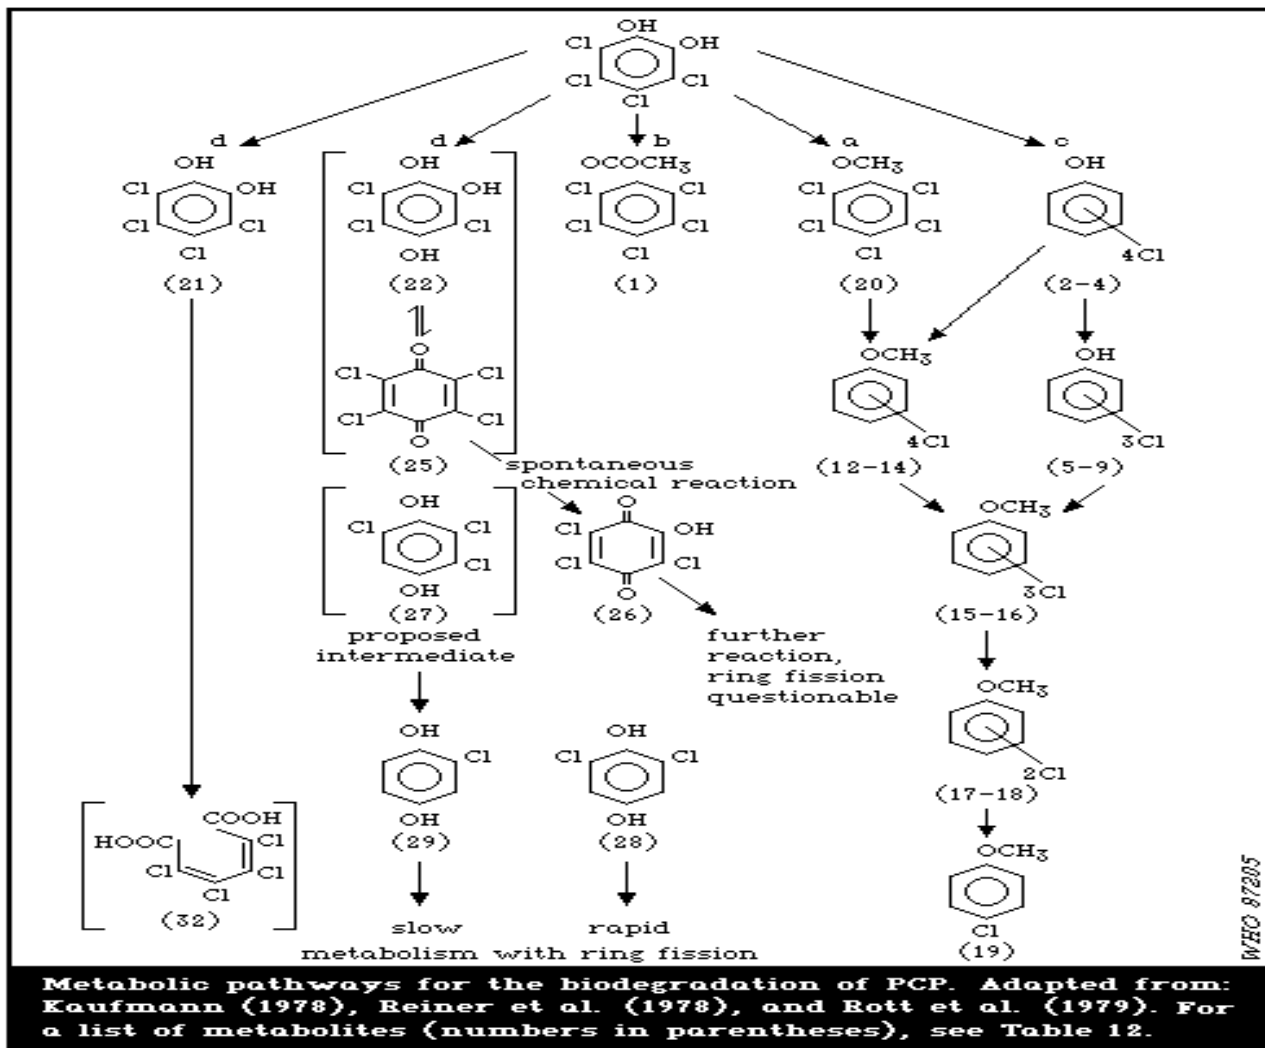 OH
Cl OH
Cl Cl
Cl
d d b a c
OH OH OCOCH3 OCH3 OH
Cl OH Cl OH Cl Cl Cl Cl
Cl Cl Cl Cl Cl Cl Cl Cl
Cl OH Cl Cl 4Cl
(21) (22) (1) (20) (2-4)
O OCH3 OH
Cl Cl
Cl Cl
O 4Cl 3Cl
(25) (12-14) (5-9)
spontaneous
chemical reaction
OH O OCH3
Cl Cl Cl OH
Cl Cl Cl
OH O 3Cl
(27) (26) (15-16)
proposed
intermediate
further
reaction,
ring fission
questionable
OCH3
2Cl
(17-18)
OH OH
Cl Cl Cl
OH OH
(29) (28)
COOH
HOOC Cl
Cl Cl
Cl
(32)
OCH3
Cl
(19)
slow rapid
metabolism with ring fission
WHO 87205
Metabolic pathways for the biodegradation of PCP. Adapted from:
Kaufmann (1978), Reiner et al. (1978), and Rott et al. (1979). For
a list of metabolites (numbers in parentheses), see Table 12.